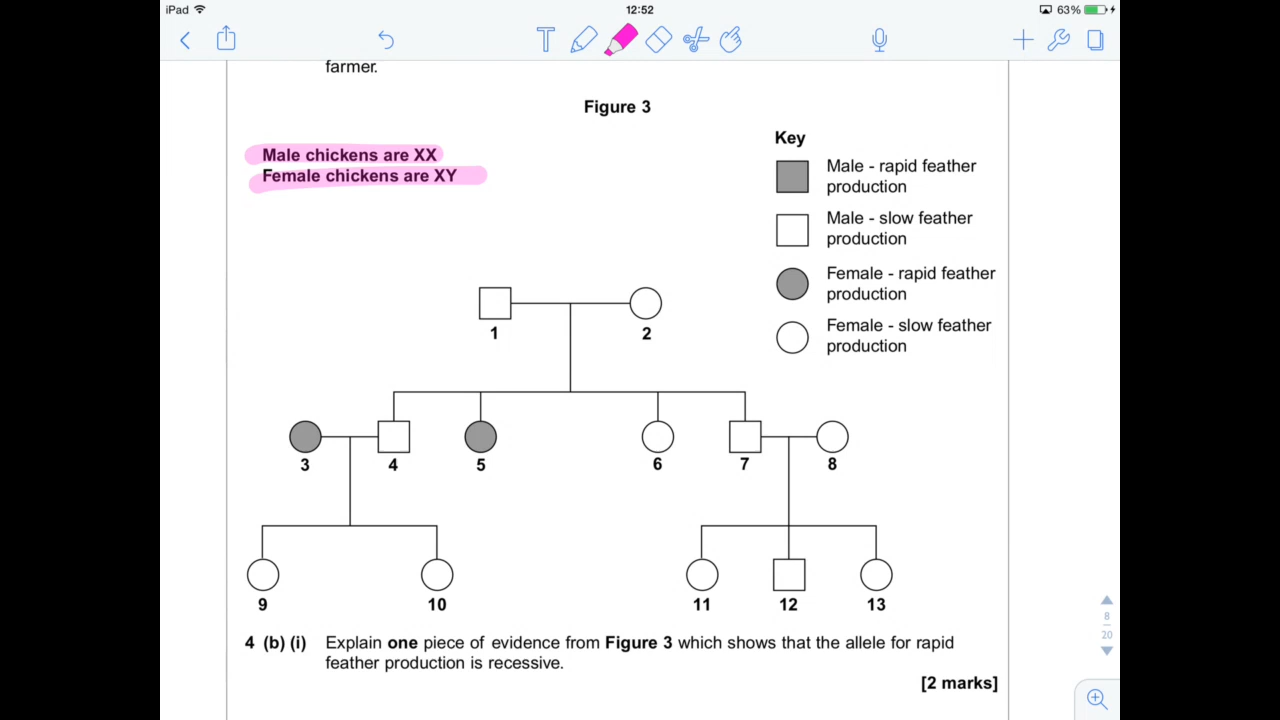 iPad 12:52 63%
T
farmer.
Figure 3
Male chickens are XX
Female chickens are XY
Key
Male - rapid feather
production
Male - slow feather
production
Female - rapid feather
production
Female - slow feather
production
1 2
3 4 5 6 7 8
9 10 11 12 13
4 (b) (i) Explain one piece of evidence from Figure 3 which shows that the allele for rapid
feather production is recessive.
[2 marks]
8
20